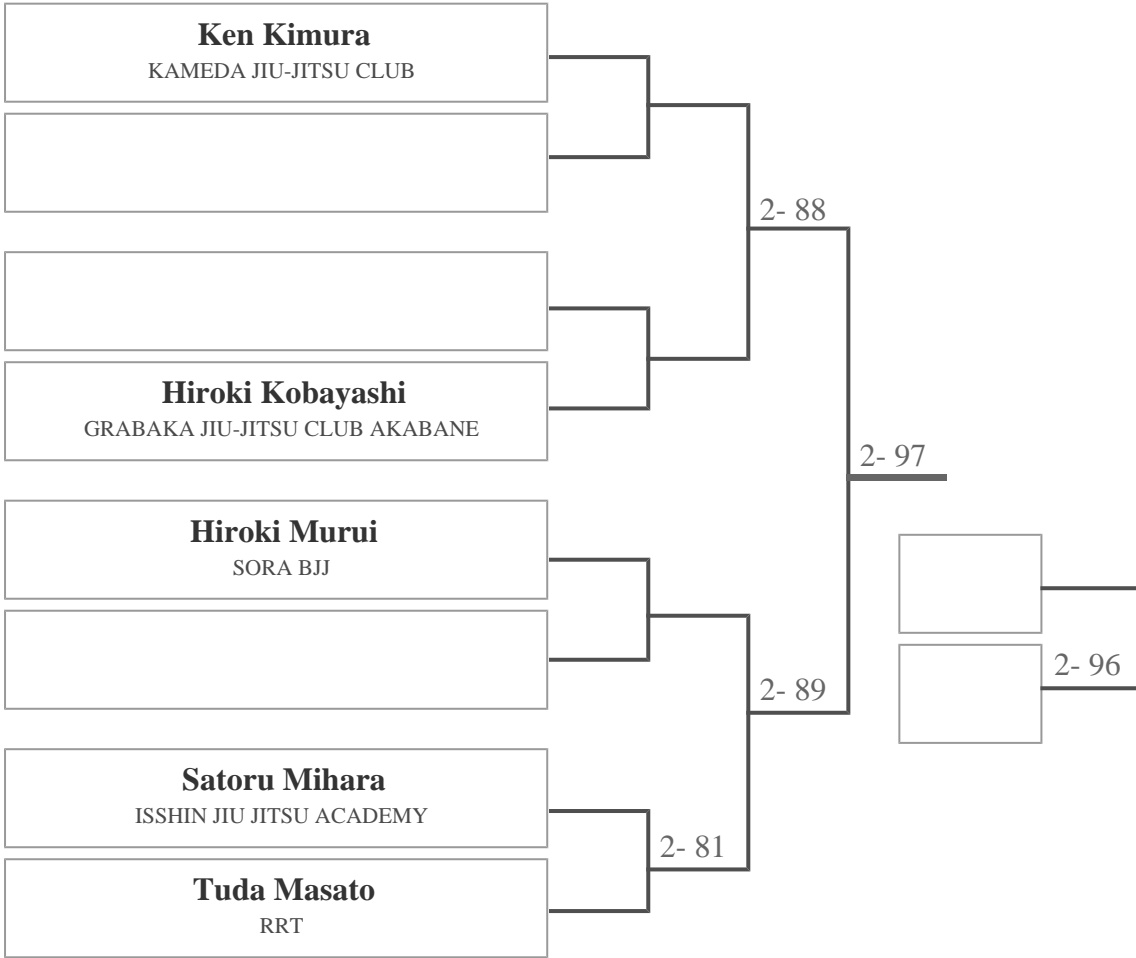 Ken Kimura
KAMEDA JIU-JITSU CLUB
2- 88
Hiroki Kobayashi
GRABAKA JIU-JITSU CLUB AKABANE
2- 97
Hiroki Murui
SORA BJJ
2- 96
2- 89
Satoru Mihara
ISSHIN JIU JITSU ACADEMY
2- 81
Tuda Masato
RRT